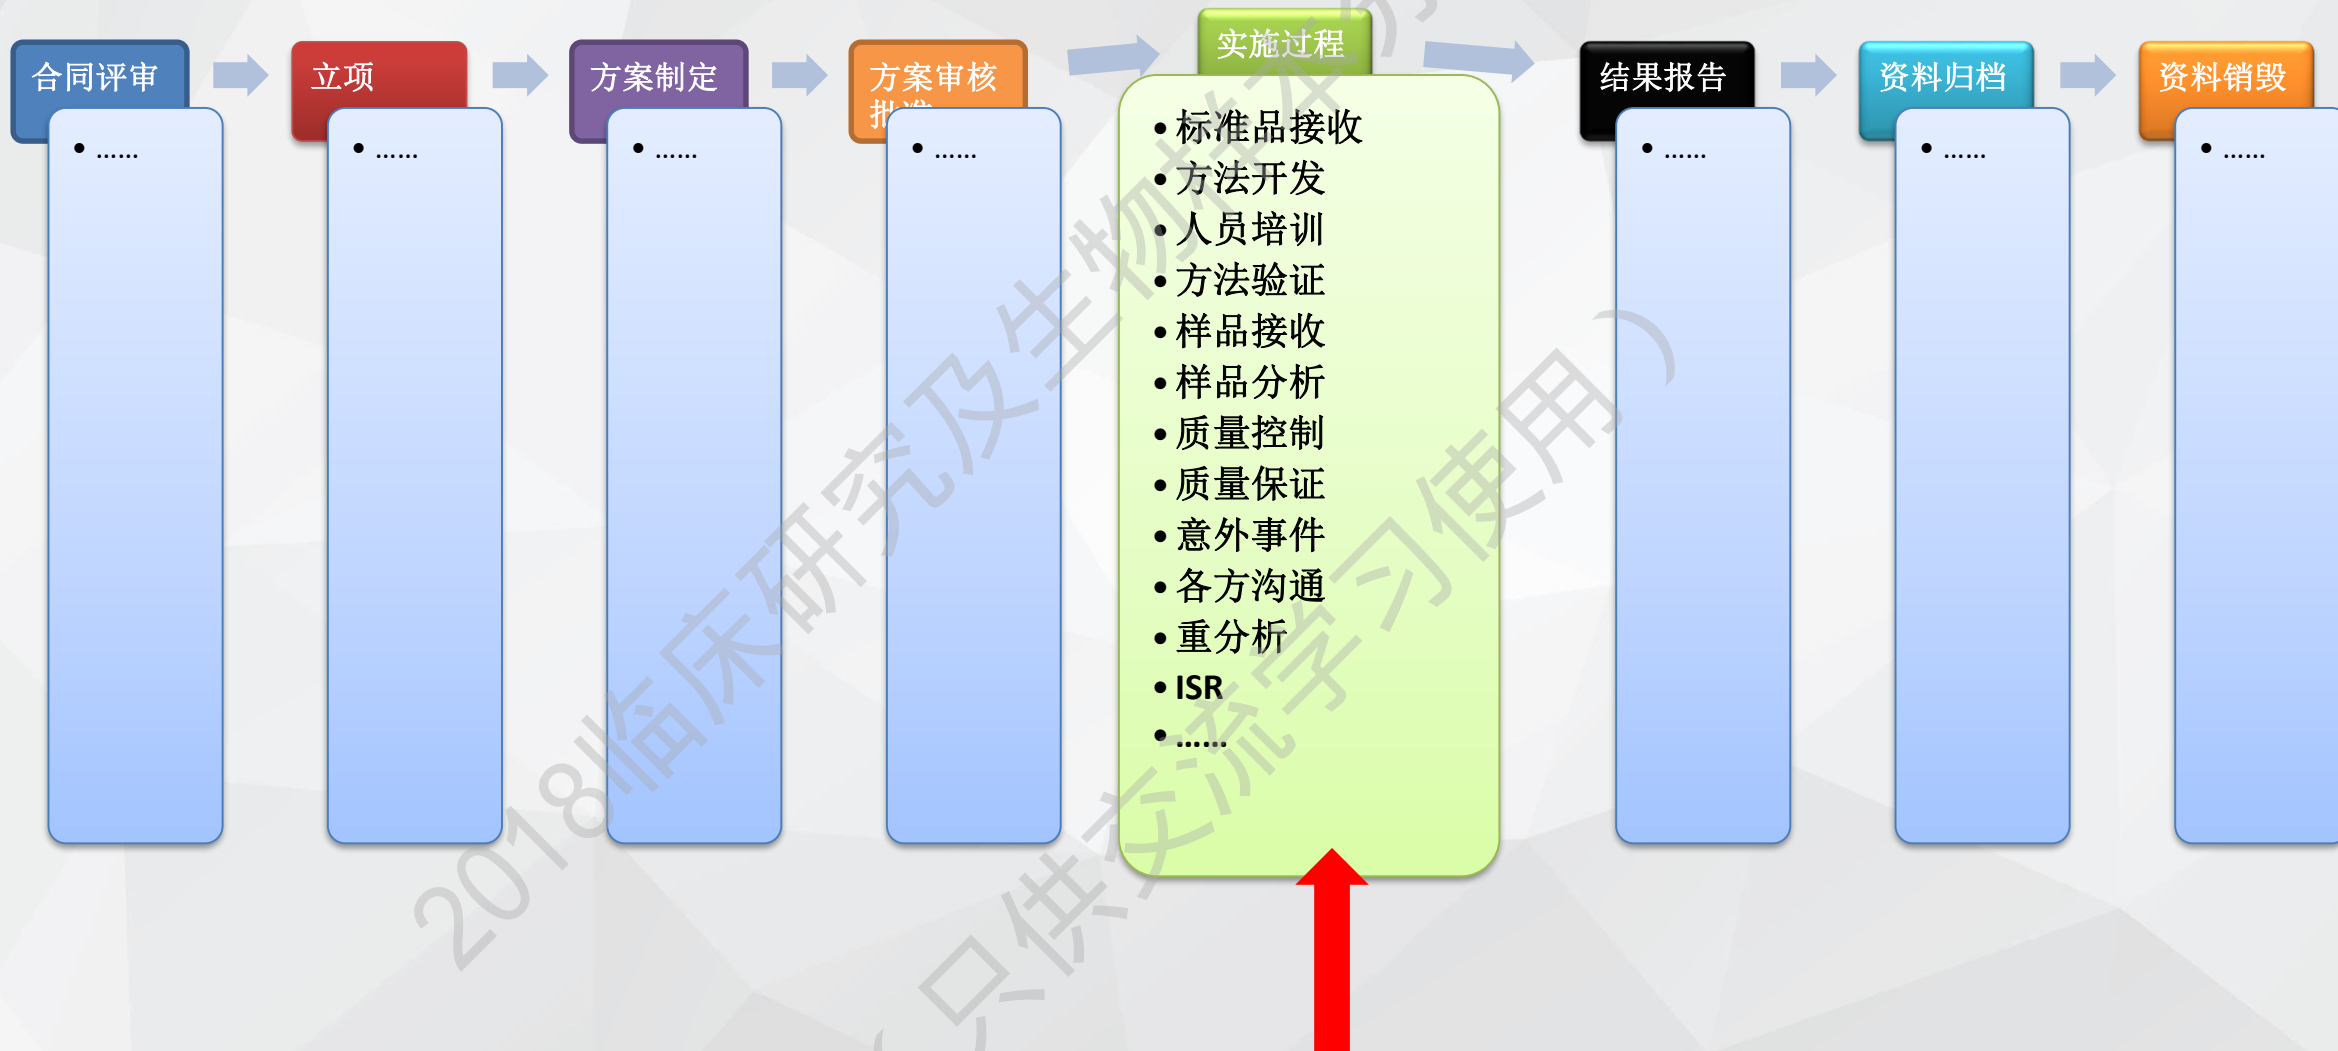 合同评审
• ……
立项
• ……
方案制定
• ……
方案审核
批准
• ……
实施过程
• 标准品接收
• 方法开发
• 人员培训
• 方法验证
• 样品接收
• 样品分析
• 质量控制
• 质量保证
• 意外事件
• 各方沟通
• 重分析
• ISR
• ……
结果报告
• ……
资料归档
• ……
资料销毁
• ……
2018临床研究及生物样本分
(只供交流学习使用)